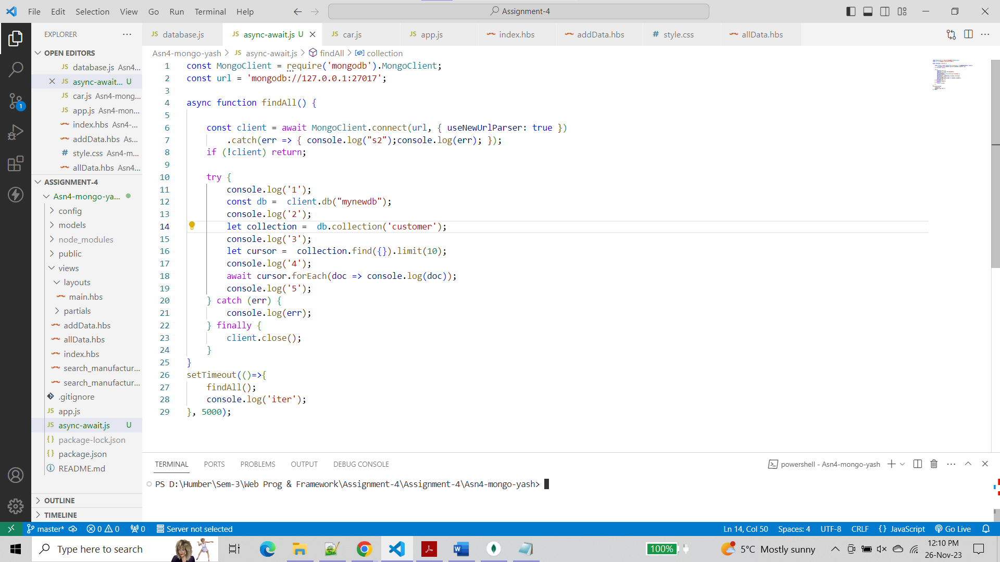 File Edit Selection View Go Run Terminal Help
Assignment-4
EXPLORER
OPEN EDITORS
JS database.js Asn4...
JS async-await... U
JS car.js Asn4-mong...
JS app.js Asn4-mon...
index.hbs Asn4-...
addData.hbs As...
# style.css Asn4-m...
allData.hbs Asn4...
ASSIGNMENT-4
Asn4-mongo-ya...
config
models
node_modules
public
views
layouts
main.hbs
partials
addData.hbs
allData.hbs
index.hbs
search_manufactur...
search_manufactur...
.gitignore
JS app.js
JS async-await.js U
{} package-lock.json
{} package.json
README.md
OUTLINE
TIMELINE
JS database.js JS async-await.js U JS car.js JS app.js index.hbs addData.hbs # style.css allData.hbs
Asn4-mongo-yash > JS async-await.js > findAll > collection
1 const MongoClient = require('mongodb').MongoClient;
2 const url = 'mongodb://127.0.0.1:27017';
3
4 async function findAll() {
5
6 const client = await MongoClient.connect(url, { useNewUrlParser: true })
7 .catch(err => { console.log("s2");console.log(err); });
8 if (!client) return;
9
10 try {
11 console.log('1');
12 const db =  client.db("mynewdb");
13 console.log('2');
14 let collection =  db.collection('customer');
15 console.log('3');
16 let cursor =  collection.find({}).limit(10);
17 console.log('4');
18 await cursor.forEach(doc => console.log(doc));
19 console.log('5');
20 } catch (err) {
21 console.log(err);
22 } finally {
23 client.close();
24 }
25 }
26 setTimeout(()=>{
27 findAll();
28 console.log('iter');
29 }, 5000);
TERMINAL PORTS PROBLEMS OUTPUT DEBUG CONSOLE
powershell - Asn4-mongo-yash
PS D:\Humber\Sem-3\Web Prog & Framework\Assignment-4\Assignment-4\Asn4-mongo-yash>
1
master* 0 0 0 Server not selected
Ln 14, Col 50 Spaces: 4 UTF-8 CRLF {} JavaScript Go Live
Type here to search
100%
5°C Mostly sunny
12:10 PM
26-Nov-23